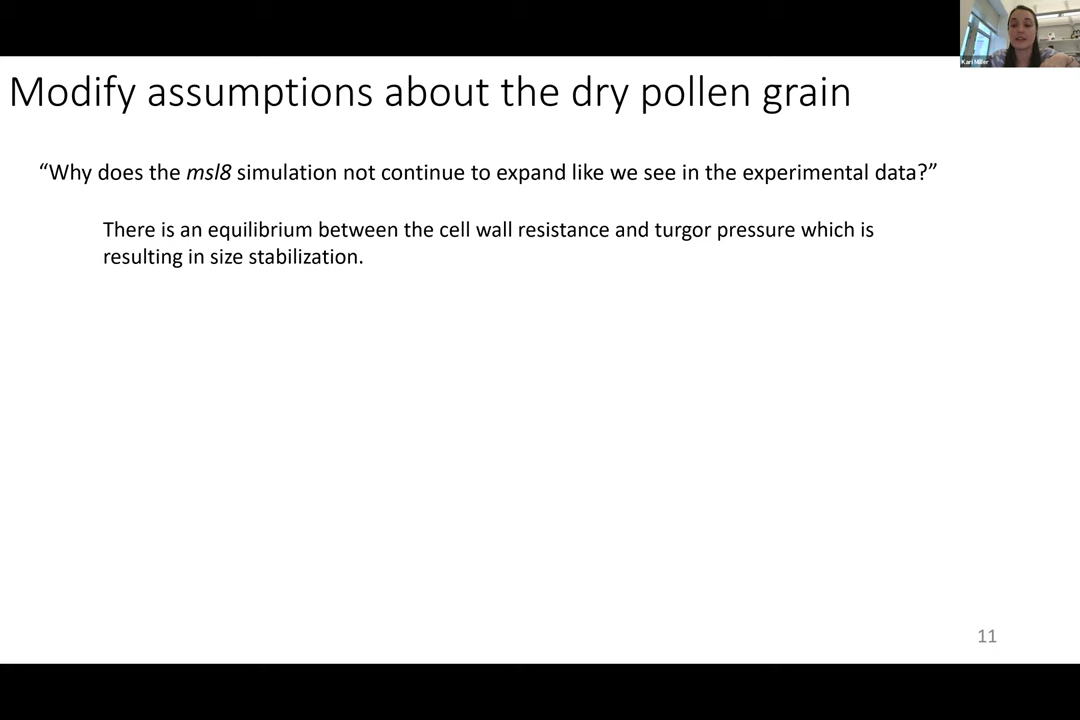 Kari Miller
Modify assumptions about the dry pollen grain
“Why does the msl8 simulation not continue to expand like we see in the experimental data?”
There is an equilibrium between the cell wall resistance and turgor pressure which is
resulting in size stabilization.
11